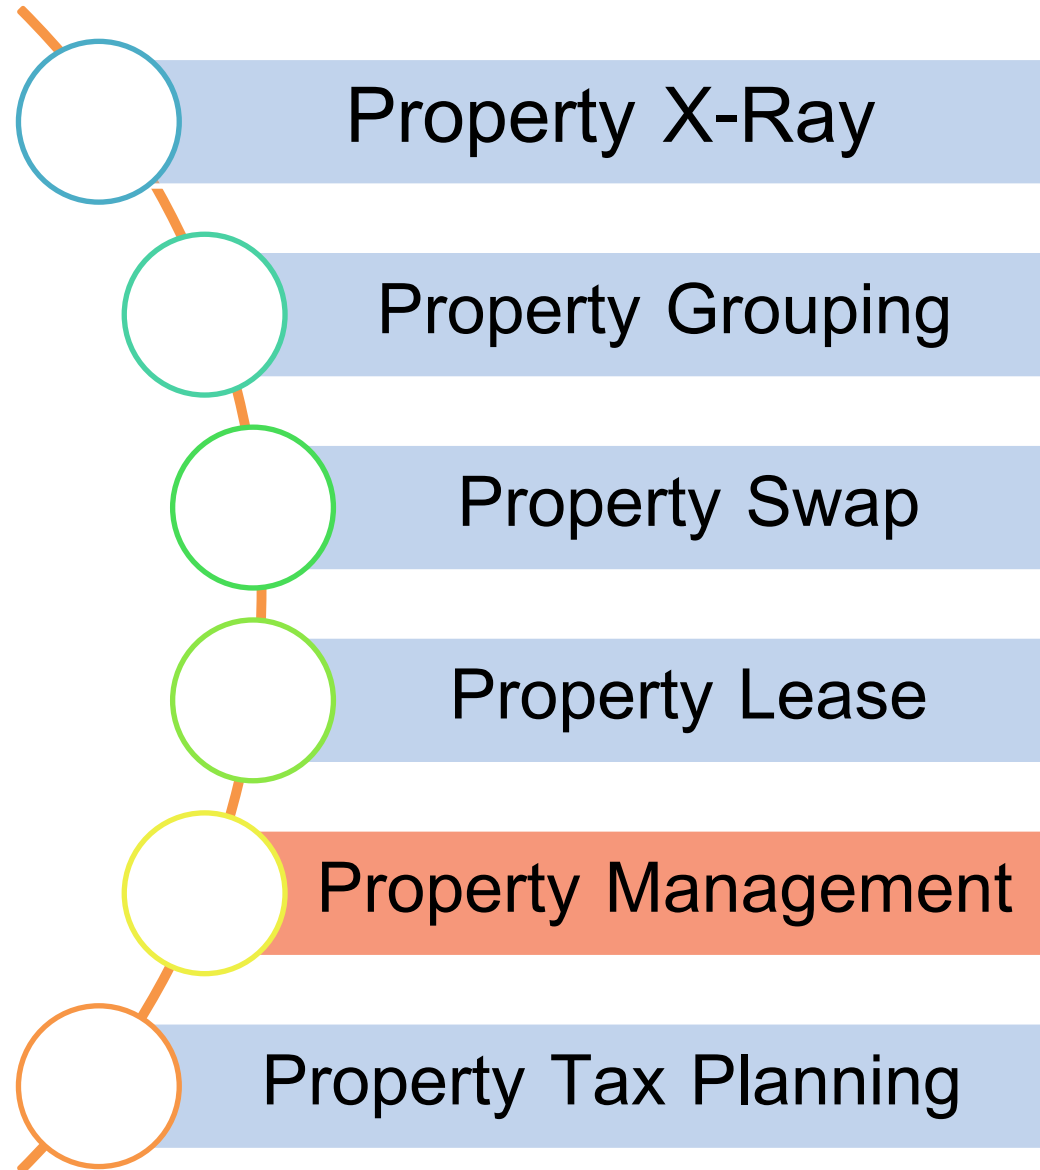 Property X-Ray
Property Grouping
Property Swap
Property Lease
Property Management
Property Tax Planning